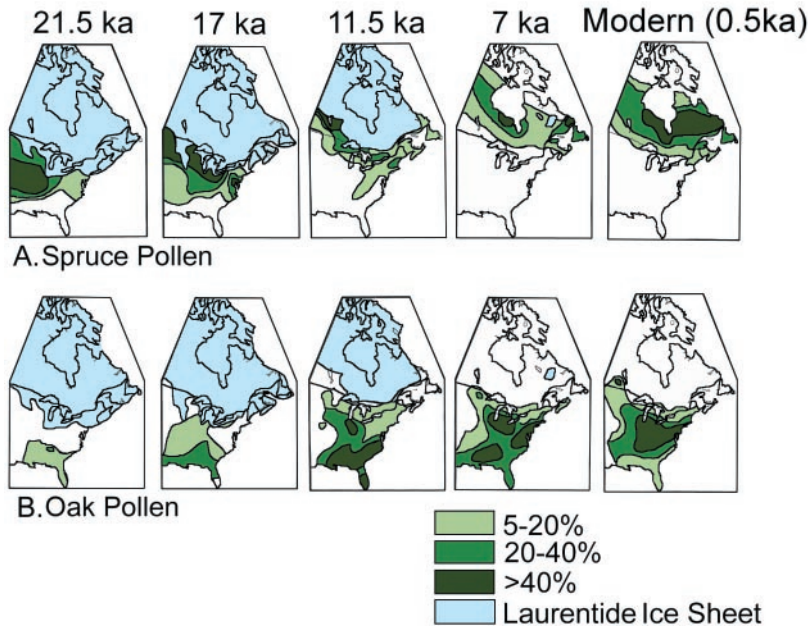 21.5 ka 17 ka 11.5 ka 7 ka Modern (0.5ka)
A. Spruce Pollen
B. Oak Pollen
5-20%
20-40%
>40%
Laurentide Ice Sheet